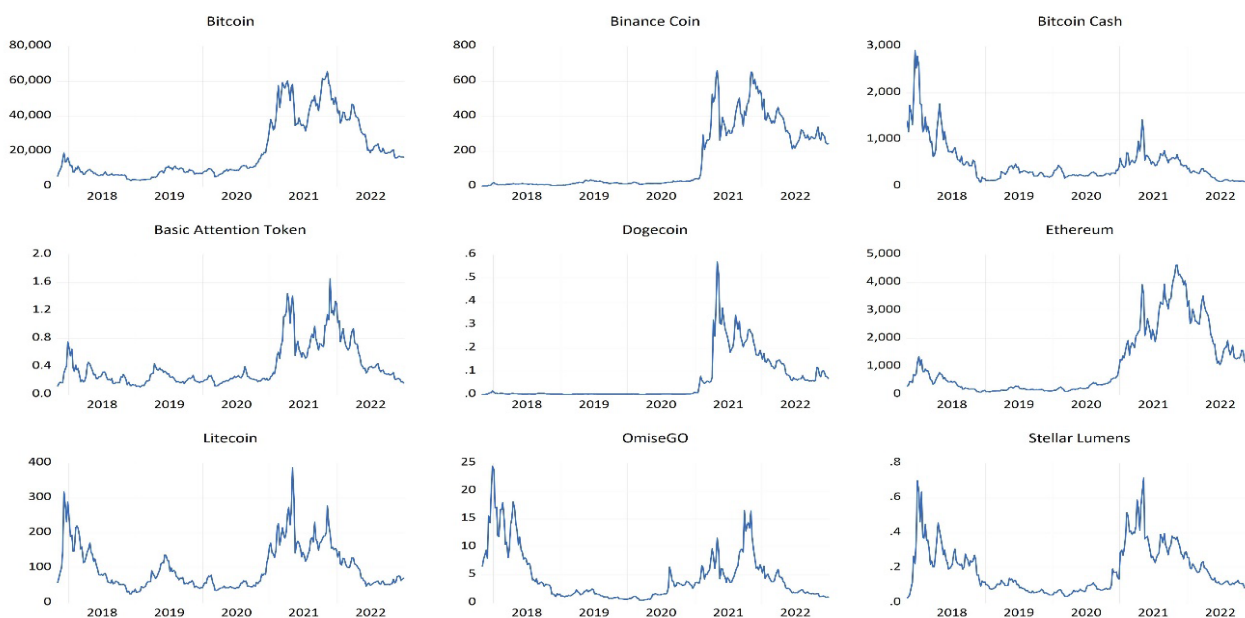 Bitcoin
80,000
60,000
40,000
20,000
0
2018 2019 2020 2021 2022
Binance Coin
800
600
400
200
0
2018 2019 2020 2021 2022
Bitcoin Cash
3,000
2,000
1,000
0
2018 2019 2020 2021 2022
Basic Attention Token
2.0
1.6
1.2
0.8
0.4
0.0
2018 2019 2020 2021 2022
Dogecoin
.6
.5
.4
.3
.2
.1
.0
2018 2019 2020 2021 2022
Ethereum
5,000
4,000
3,000
2,000
1,000
0
2018 2019 2020 2021 2022
Litecoin
400
300
200
100
0
2018 2019 2020 2021 2022
OmiseGO
25
20
15
10
5
0
2018 2019 2020 2021 2022
Stellar Lumens
.8
.6
.4
.2
.0
2018 2019 2020 2021 2022